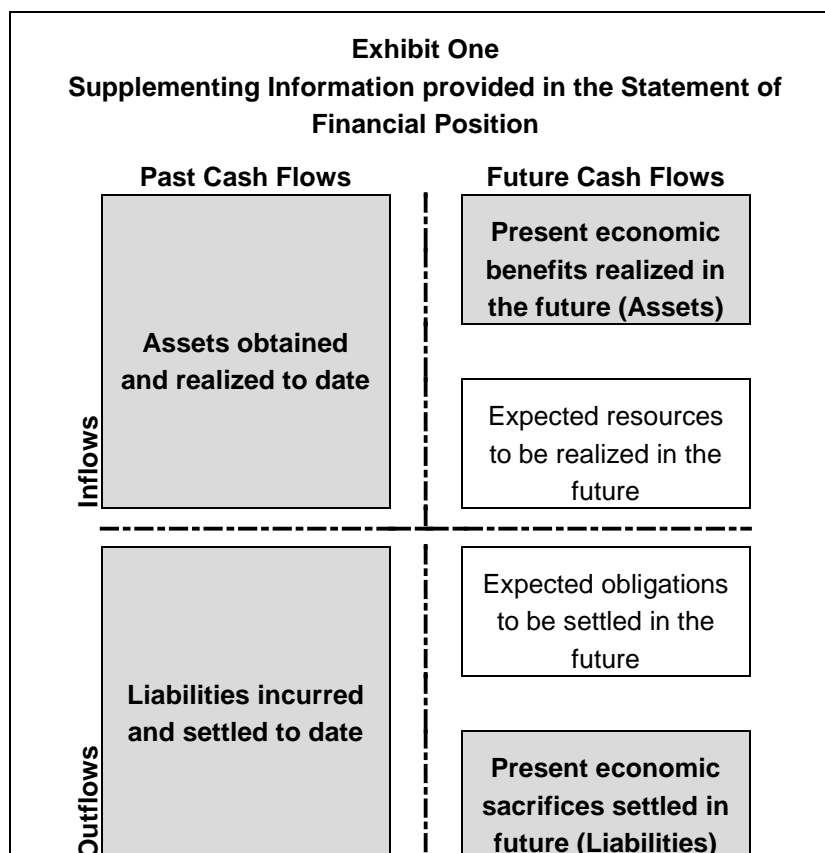 Exhibit One
Supplementing Information provided in the Statement of
Financial Position
Past Cash Flows
Future Cash Flows
Inflows
Assets obtained
and realized to date
Present economic
benefits realized in
the future (Assets)
Expected resources
to be realized in the
future
Outflows
Liabilities incurred
and settled to date
Expected obligations
to be settled in the
future
Present economic
sacrifices settled in
future (Liabilities)